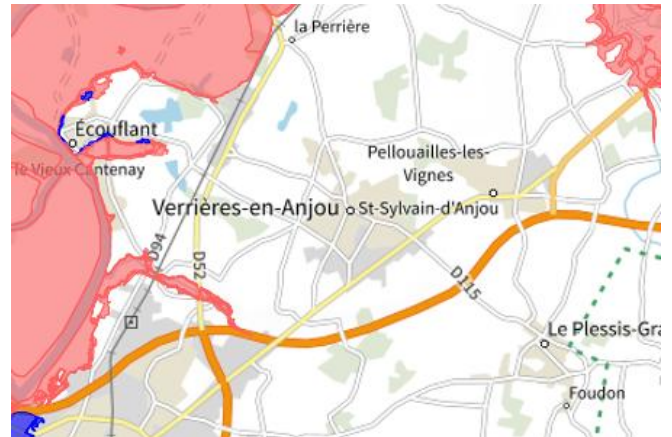 la Perrière
Écouflant
Le Vieux Cantenay
Pellouailles-les-
Vignes
Verrières-en-Anjou
St-Sylvain-d'Anjou
D94
D52
D115
Le Plessis-Gra
Foudon